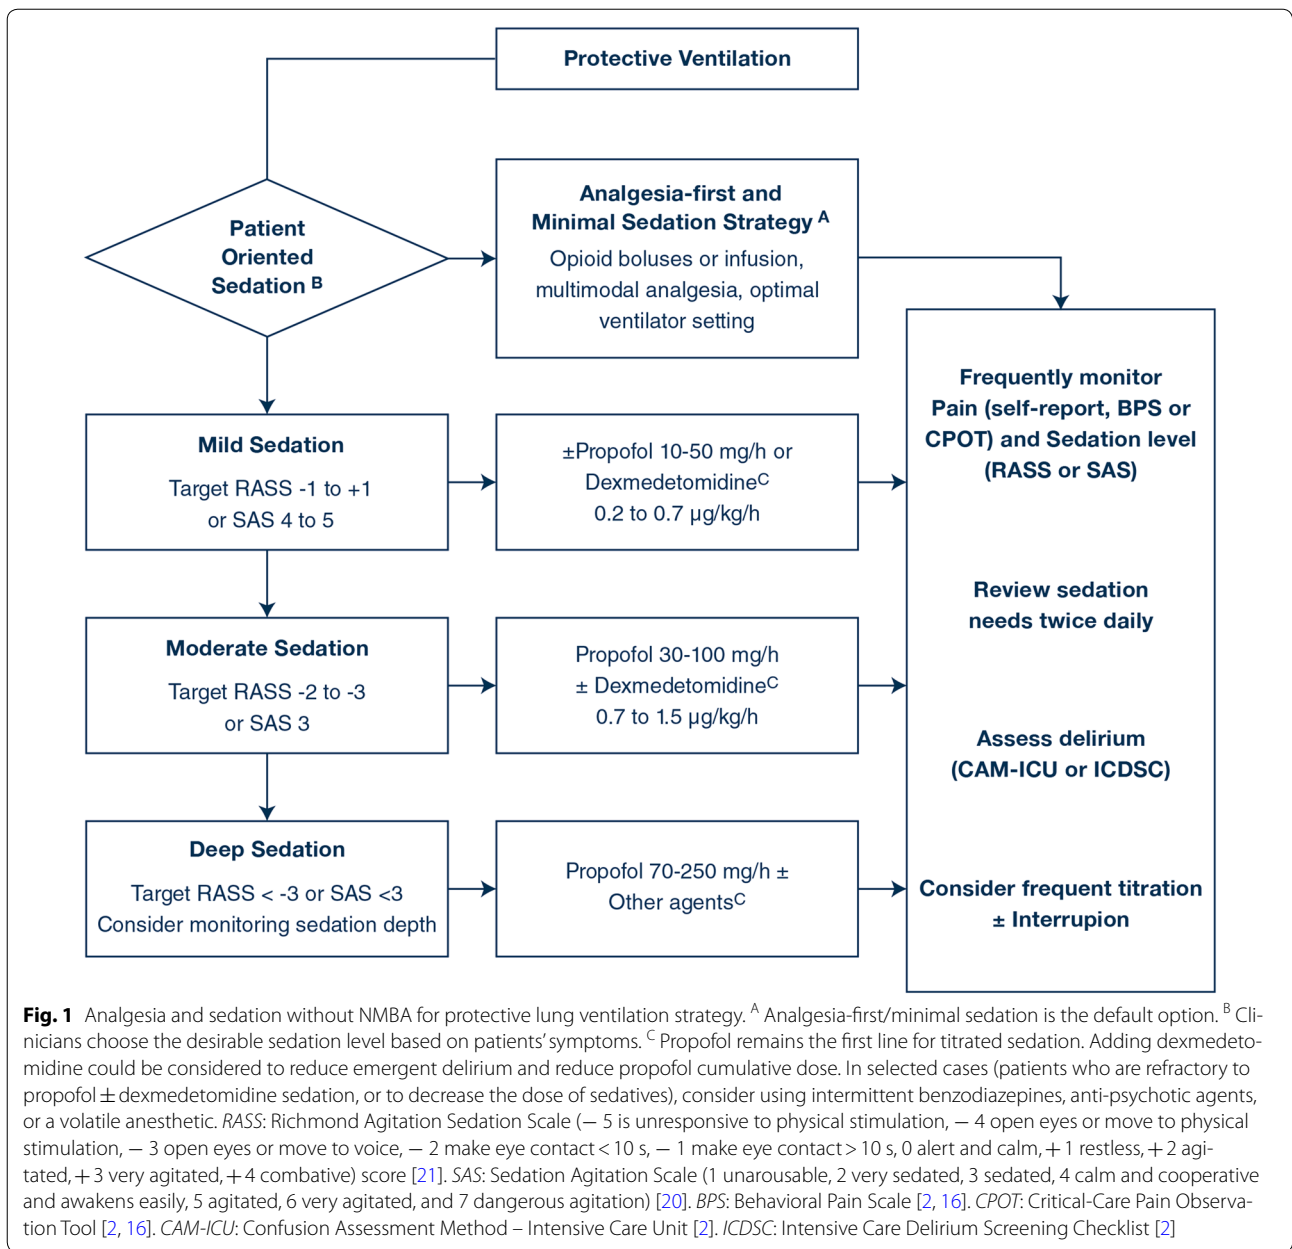 Protective Ventilation
Patient
Oriented
Sedation B
Analgesia-first and
Minimal Sedation Strategy A
Opioid boluses or infusion,
multimodal analgesia, optimal
ventilator setting
Mild Sedation
Target RASS -1 to +1
or SAS 4 to 5
±Propofol 10-50 mg/h or
DexmedetomidineC
0.2 to 0.7 µg/kg/h
Moderate Sedation
Target RASS -2 to -3
or SAS 3
Propofol 30-100 mg/h
± DexmedetomidineC
0.7 to 1.5 µg/kg/h
Deep Sedation
Target RASS < -3 or SAS <3
Consider monitoring sedation depth
Propofol 70-250 mg/h ±
Other agentsC
Frequently monitor
Pain (self-report, BPS or
CPOT) and Sedation level
(RASS or SAS)
Review sedation
needs twice daily
Assess delirium
(CAM-ICU or ICDSC)
Consider frequent titration
± Interrupion
Fig. 1 Analgesia and sedation without NMBA for protective lung ventilation strategy. A Analgesia-first/minimal sedation is the default option. B Cli-
nicians choose the desirable sedation level based on patients’ symptoms. C Propofol remains the first line for titrated sedation. Adding dexmedeto-
midine could be considered to reduce emergent delirium and reduce propofol cumulative dose. In selected cases (patients who are refractory to
propofol ± dexmedetomidine sedation, or to decrease the dose of sedatives), consider using intermittent benzodiazepines, anti-psychotic agents,
or a volatile anesthetic. RASS: Richmond Agitation Sedation Scale (− 5 is unresponsive to physical stimulation, − 4 open eyes or move to physical
stimulation, − 3 open eyes or move to voice, − 2 make eye contact < 10 s, − 1 make eye contact > 10 s, 0 alert and calm, + 1 restless, + 2 agi-
tated, + 3 very agitated, + 4 combative) score [21]. SAS: Sedation Agitation Scale (1 unarousable, 2 very sedated, 3 sedated, 4 calm and cooperative
and awakens easily, 5 agitated, 6 very agitated, and 7 dangerous agitation) [20]. BPS: Behavioral Pain Scale [2, 16]. CPOT: Critical-Care Pain Observa-
tion Tool [2, 16]. CAM-ICU: Confusion Assessment Method – Intensive Care Unit [2]. ICDSC: Intensive Care Delirium Screening Checklist [2]